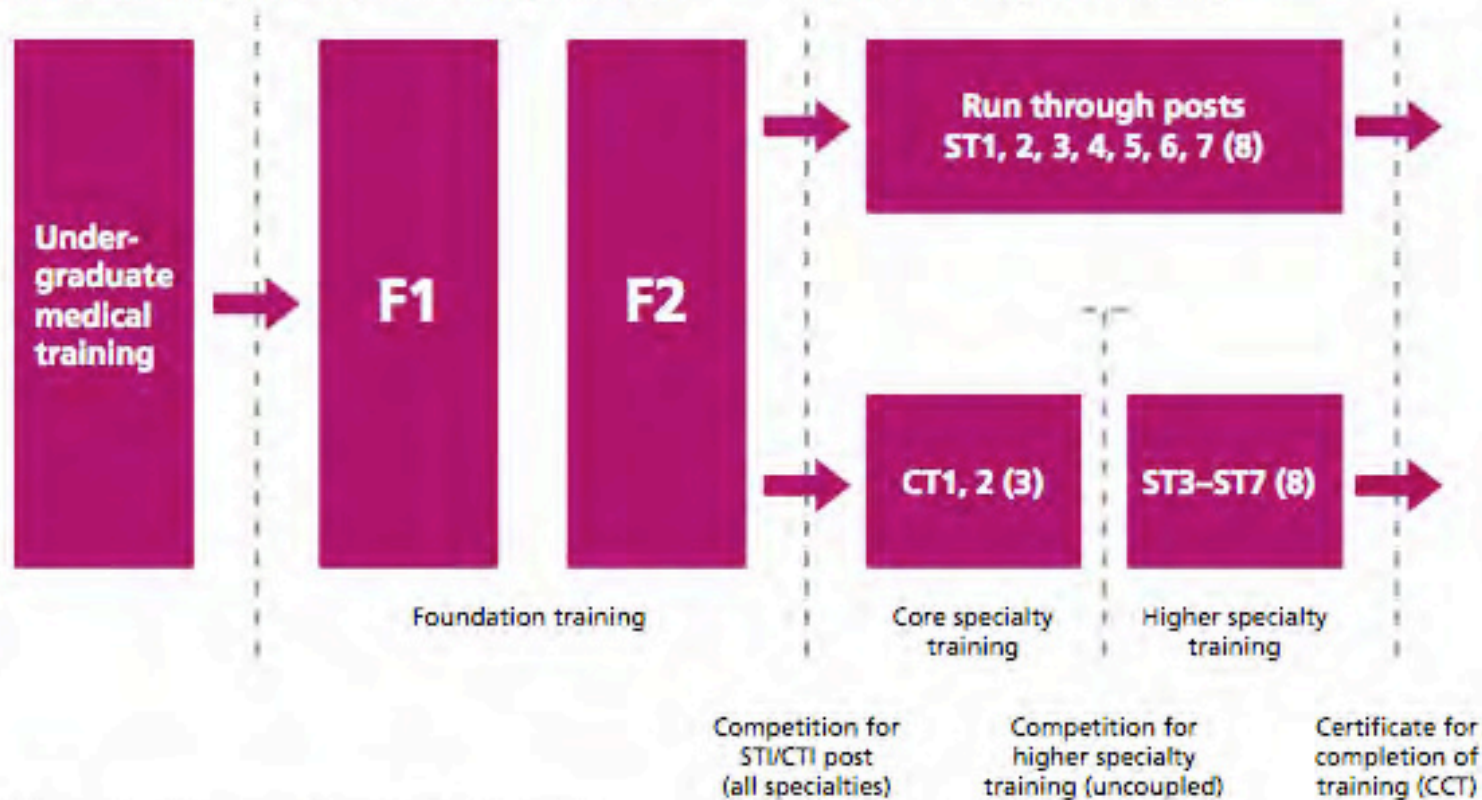 Under-
graduate
medical
training
F1
F2
Run through posts
ST1, 2, 3, 4, 5, 6, 7 (8)
CT1, 2 (3)
ST3–ST7 (8)
Foundation training
Core specialty
training
Higher specialty
training
Competition for
STI/CTI post
(all specialties)
Competition for
higher specialty
training (uncoupled)
Certificate for
completion of
training (CCT)